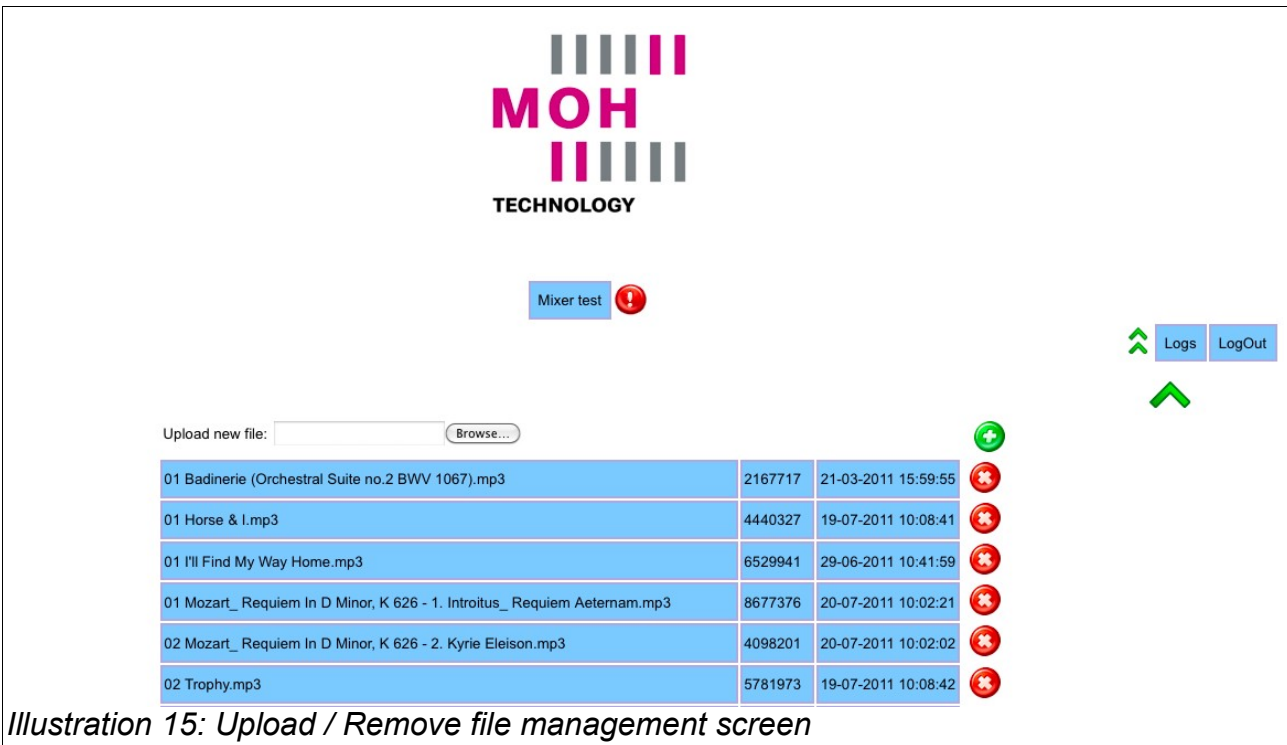 MOH
TECHNOLOGY
Mixer test
Logs LogOut
Upload new file: Browse...
01 Badinerie (Orchestral Suite no.2 BWV 1067).mp3 2167717 21-03-2011 15:59:55
01 Horse & I.mp3 4440327 19-07-2011 10:08:41
01 I'll Find My Way Home.mp3 6529941 29-06-2011 10:41:59
01 Mozart_ Requiem In D Minor, K 626 - 1. Introitus_ Requiem Aeternam.mp3 8677376 20-07-2011 10:02:21
02 Mozart_ Requiem In D Minor, K 626 - 2. Kyrie Eleison.mp3 4098201 20-07-2011 10:02:02
02 Trophy.mp3 5781973 19-07-2011 10:08:42
Illustration 15: Upload / Remove file management screen